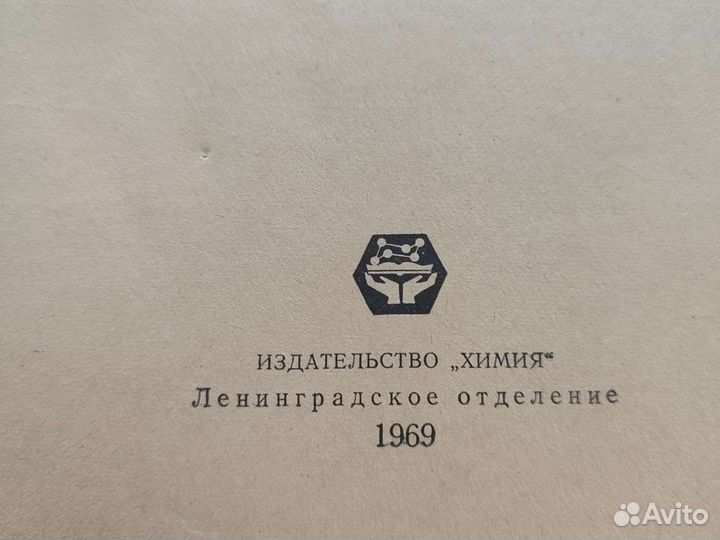 ИЗДАТЕЛЬСТВО „ХИМИЯ“
Ленинградское отделение
1969
Avito